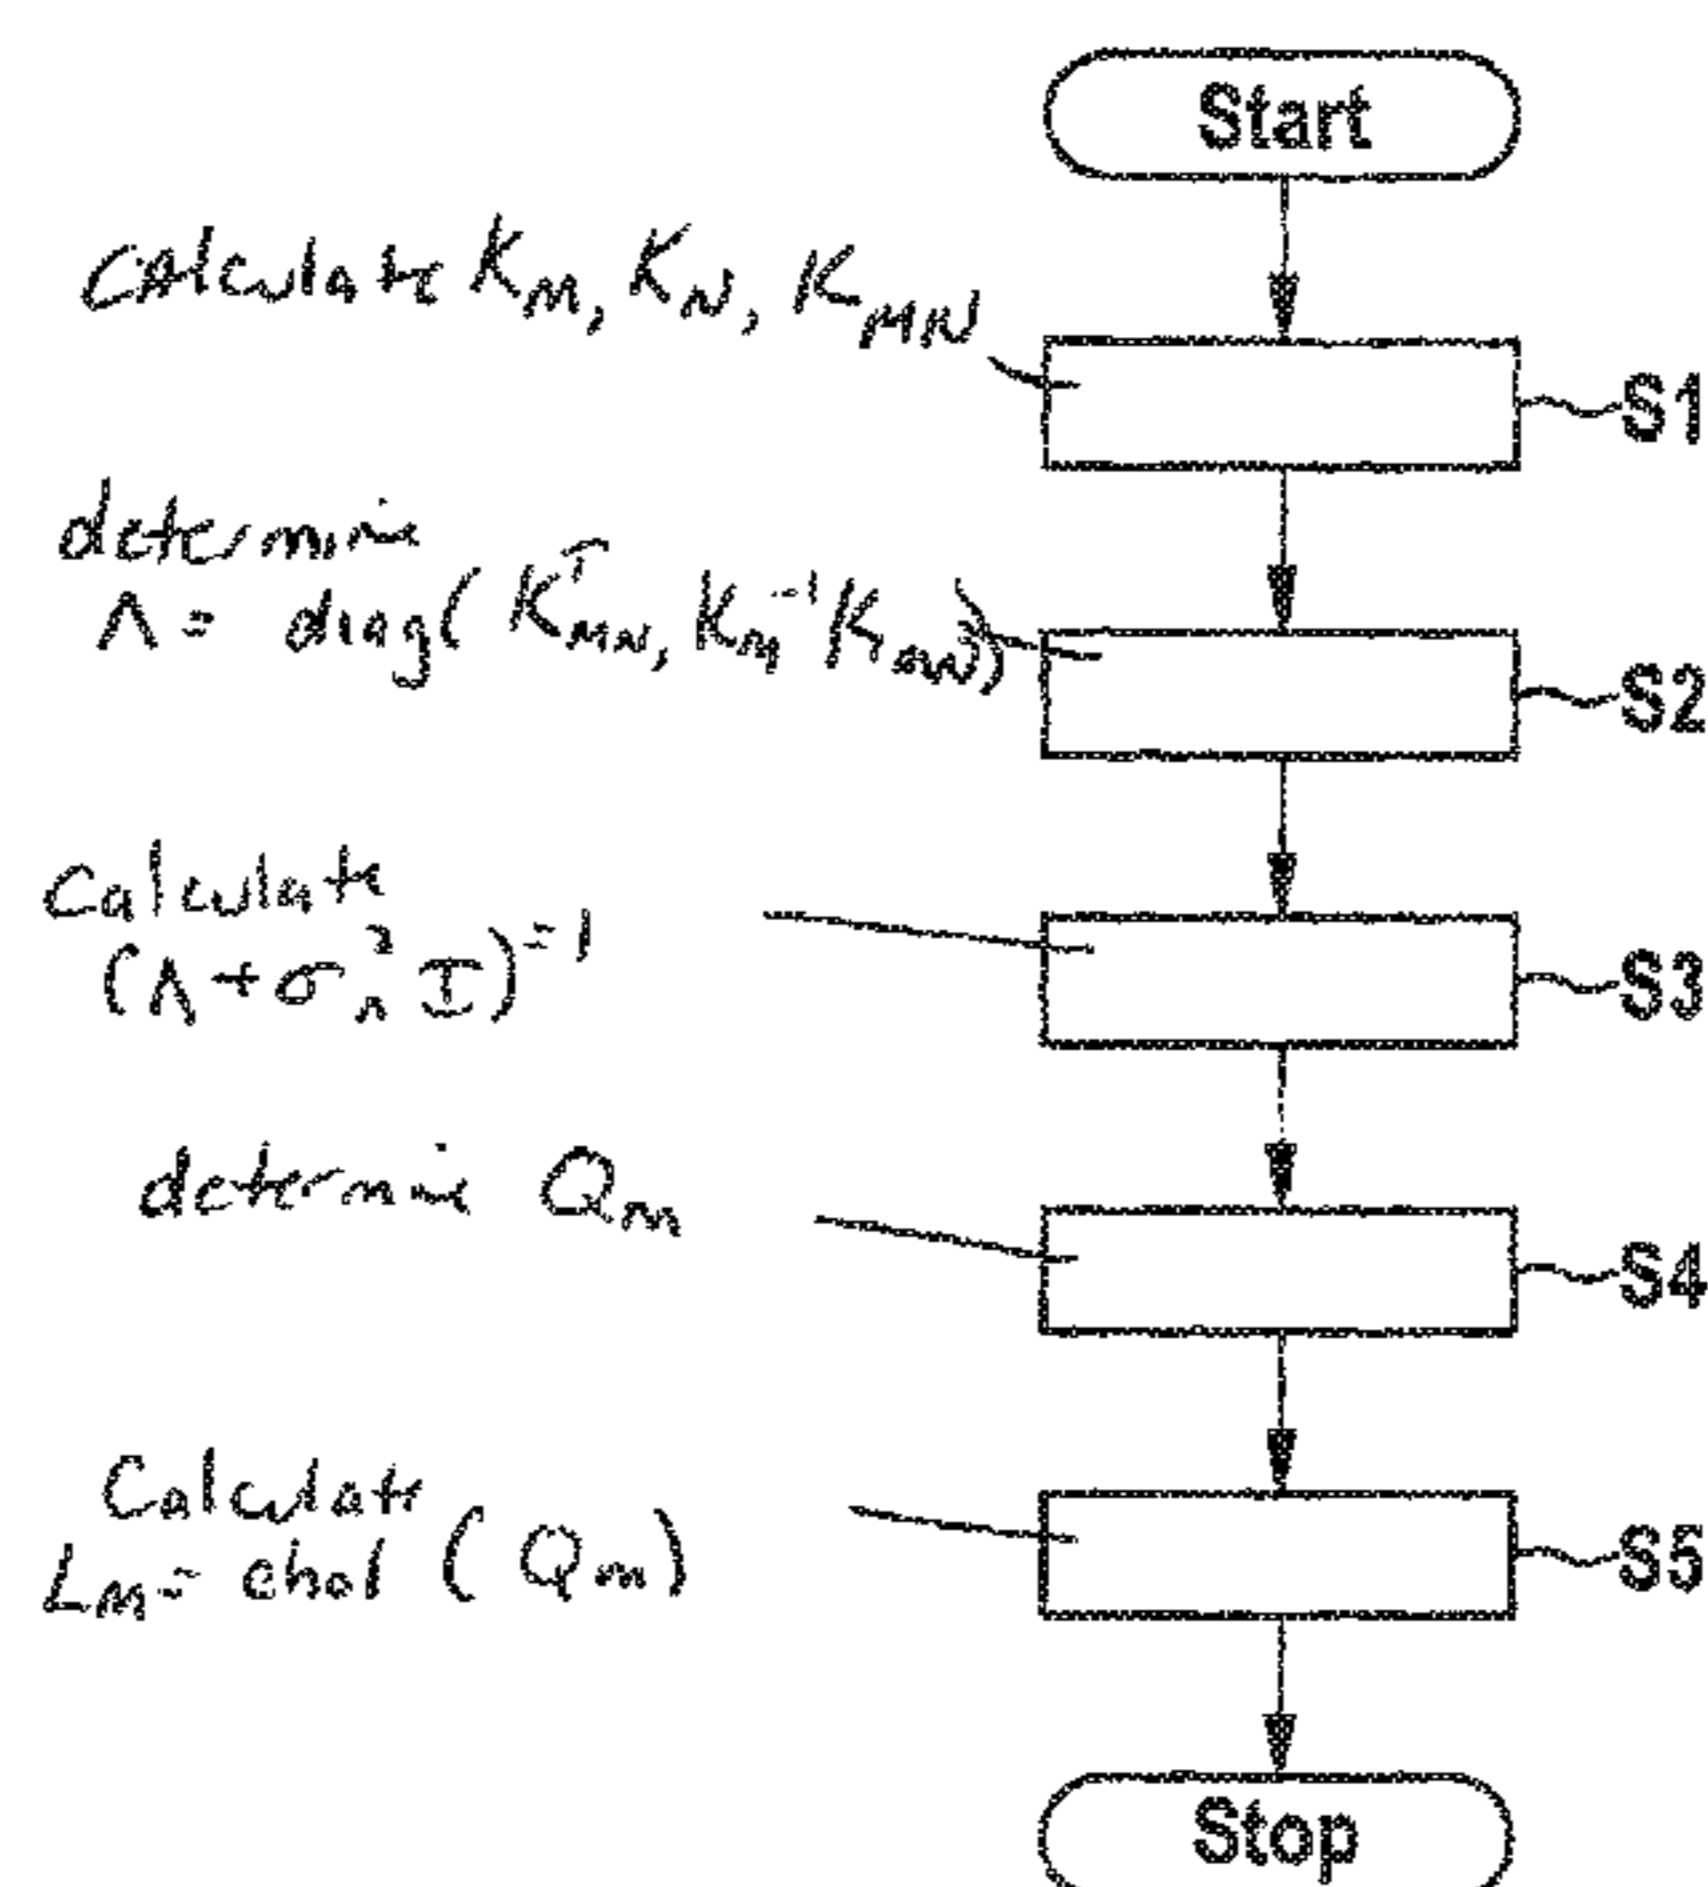 Start
Calculate K_M, K_N, K_MN
S1
determine
Λ = diag( K^T_MN, K_M^-1 K_MN)
S2
Calculate
(Λ + σ_n^2 I)^-1
S3
determine Q_m
S4
Calculate
L_M = chol ( Q_m )
S5
Stop